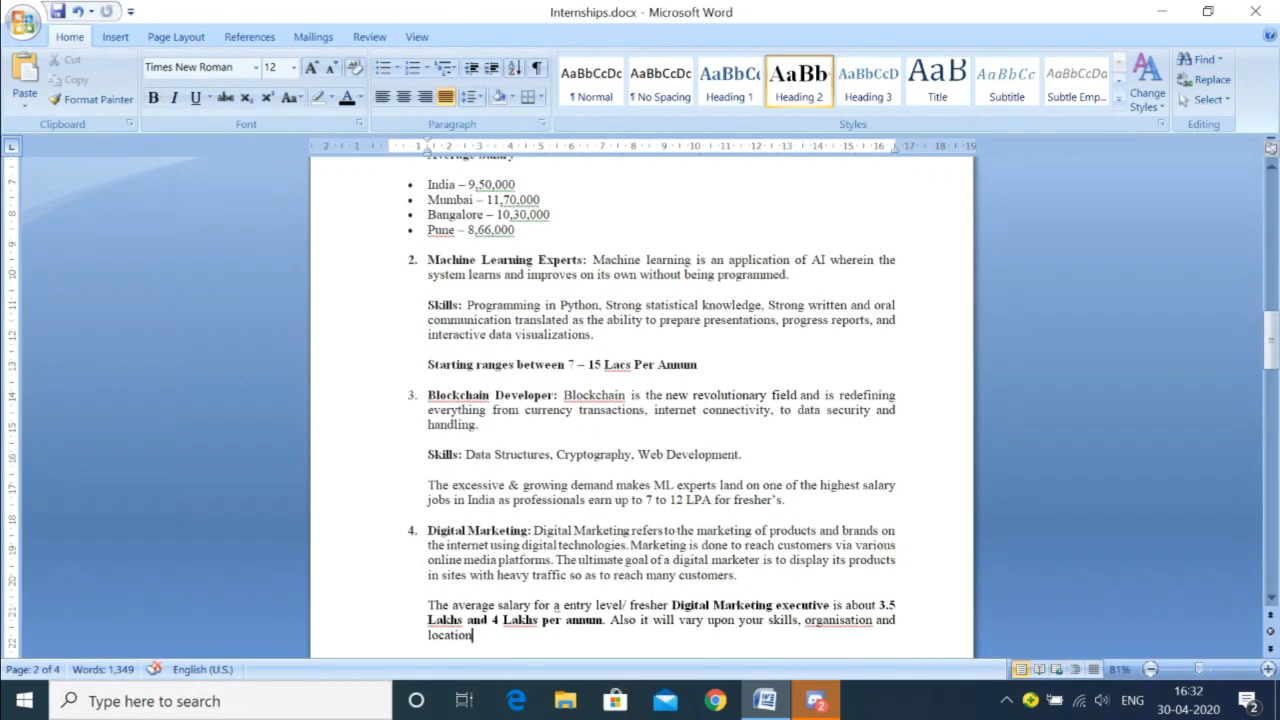 Internships.docx - Microsoft Word
Home Insert Page Layout References Mailings Review View
Paste
Cut
Copy
Format Painter
Clipboard
Times New Roman 12
Font
Paragraph
AaBbCcDc AaBbCcDc AaBbCc AaBb AaBbCcD AaB AaBbCc AaBbCcDa
¶ Normal ¶ No Spacing Heading 1 Heading 2 Heading 3 Title Subtitle Subtle Emp...
Change Styles
Styles
Find
Replace
Select
Editing
Average Salary
• India – 9,50,000
• Mumbai – 11,70,000
• Bangalore – 10,30,000
• Pune – 8,66,000
2. Machine Learning Experts: Machine learning is an application of AI wherein the
system learns and improves on its own without being programmed.
Skills: Programming in Python, Strong statistical knowledge, Strong written and oral
communication translated as the ability to prepare presentations, progress reports, and
interactive data visualizations.
Starting ranges between 7 – 15 Lacs Per Annum
3. Blockchain Developer: Blockchain is the new revolutionary field and is redefining
everything from currency transactions, internet connectivity, to data security and
handling.
Skills: Data Structures, Cryptography, Web Development.
The excessive & growing demand makes ML experts land on one of the highest salary
jobs in India as professionals earn up to 7 to 12 LPA for fresher's.
4. Digital Marketing: Digital Marketing refers to the marketing of products and brands on
the internet using digital technologies. Marketing is done to reach customers via various
online media platforms. The ultimate goal of a digital marketer is to display its products
in sites with heavy traffic so as to reach many customers.
The average salary for a entry level/ fresher Digital Marketing executive is about 3.5
Lakhs and 4 Lakhs per annum. Also it will vary upon your skills, organisation and
location
Page: 2 of 4 Words: 1,349 English (U.S.) 81%
Type here to search
ENG
16:32
30-04-2020
2
2